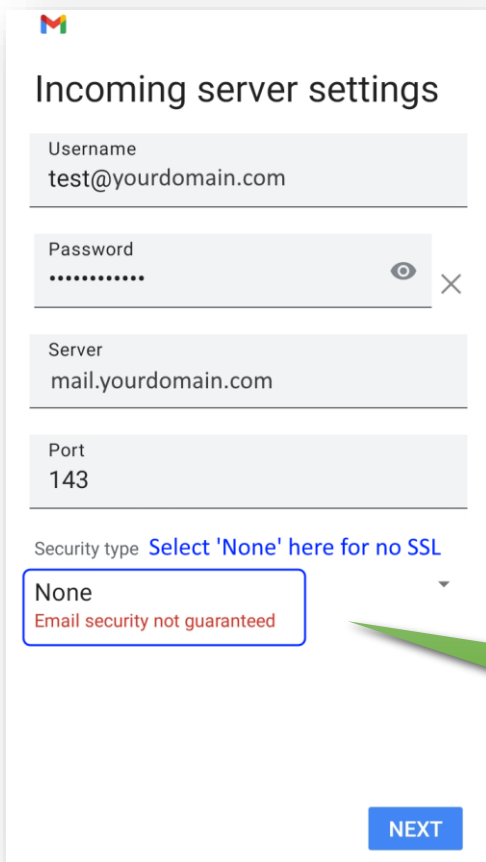 Incoming server settings
Username
test@yourdomain.com
Password
••••••••••••
Server
mail.yourdomain.com
Port
143
Security type Select 'None' here for no SSL
None
Email security not guaranteed
NEXT